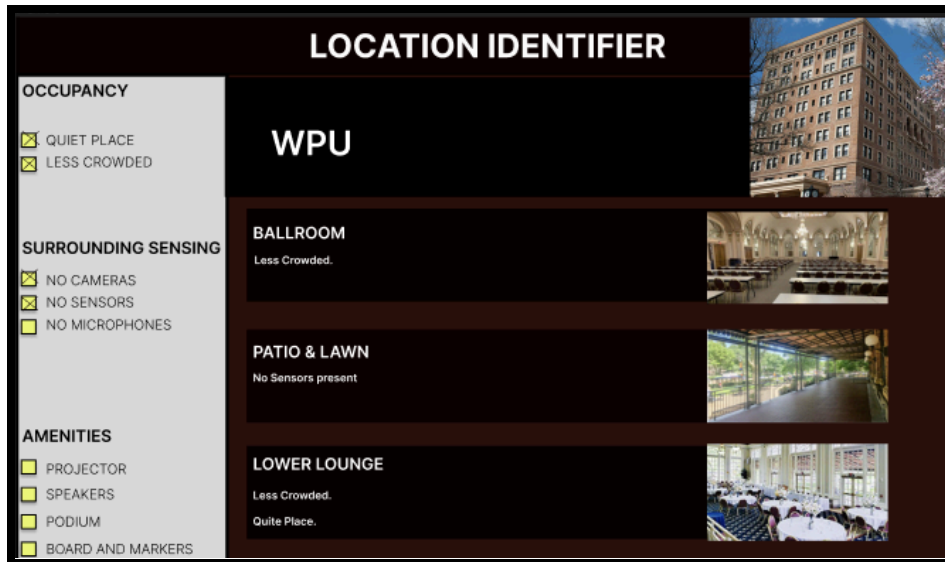 LOCATION IDENTIFIER
OCCUPANCY
QUIET PLACE
LESS CROWDED
SURROUNDING SENSING
NO CAMERAS
NO SENSORS
NO MICROPHONES
AMENITIES
PROJECTOR
SPEAKERS
PODIUM
BOARD AND MARKERS
WPU
BALLROOM
Less Crowded.
PATIO & LAWN
No Sensors present
LOWER LOUNGE
Less Crowded.
Quite Place.